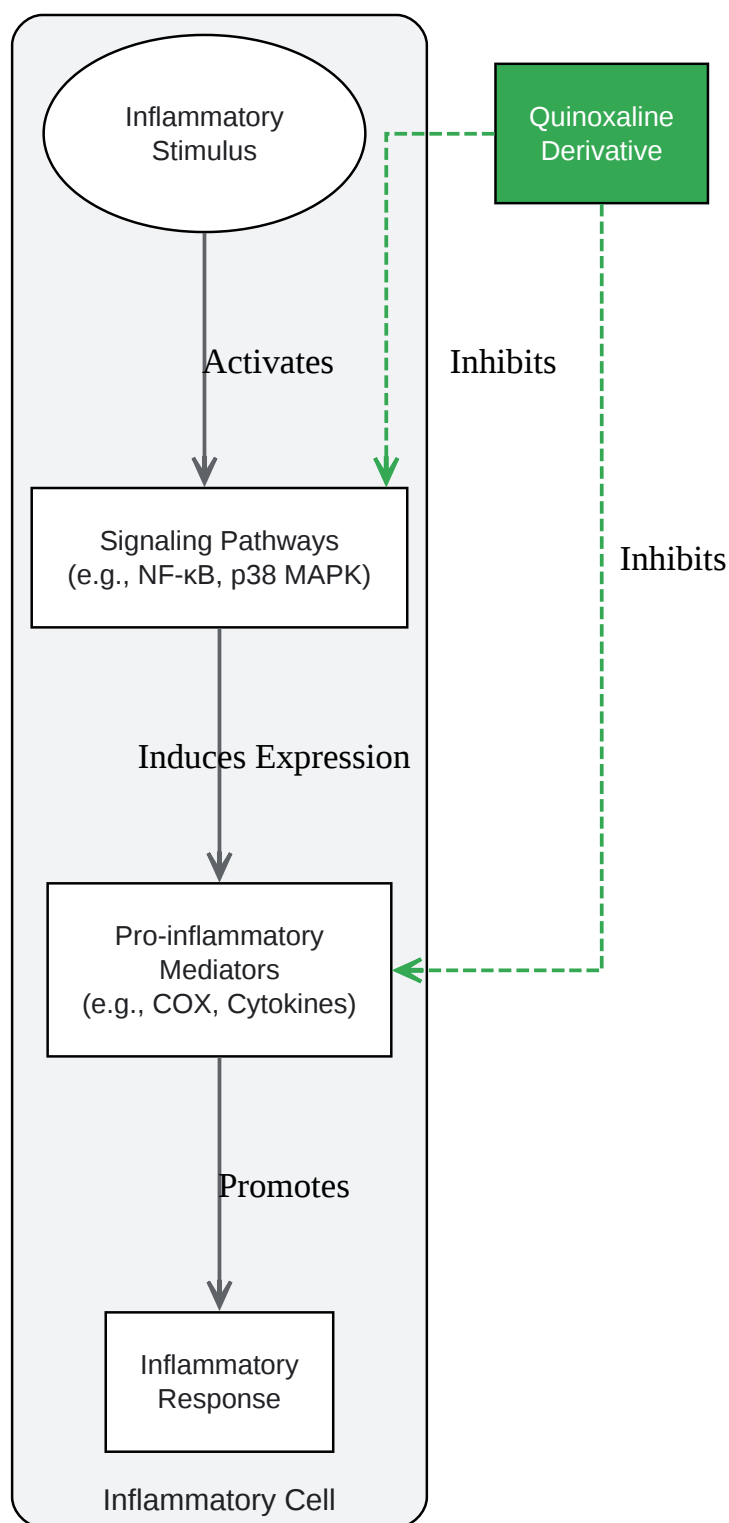 Inflammatory
Stimulus
Quinoxaline
Derivative
Activates
Inhibits
Signaling Pathways
(e.g., NF-κB, p38 MAPK)
Inhibits
Induces Expression
Pro-inflammatory
Mediators
(e.g., COX, Cytokines)
Promotes
Inflammatory
Response
Inflammatory Cell